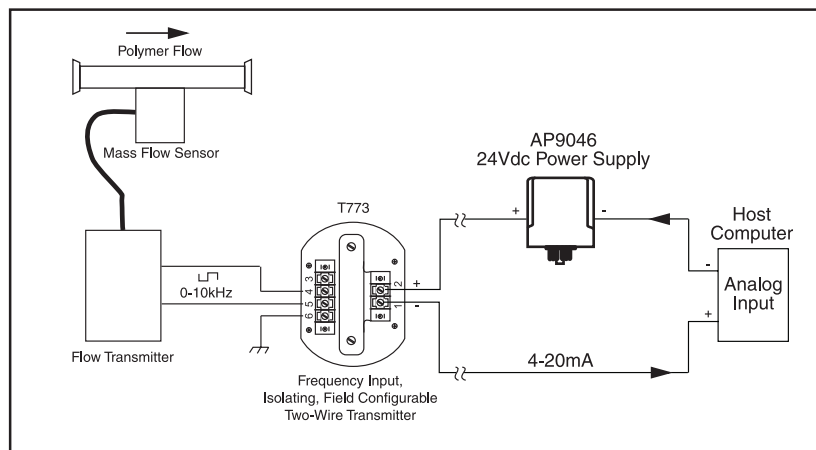 Polymer Flow
Mass Flow Sensor
AP9046
24Vdc Power Supply
T773
+
-
Host
Computer
3
4
5
6
2
1
+
-
-
+
Analog
Input
0-10kHz
Flow Transmitter
4-20mA
Frequency Input,
Isolating, Field Configurable
Two-Wire Transmitter